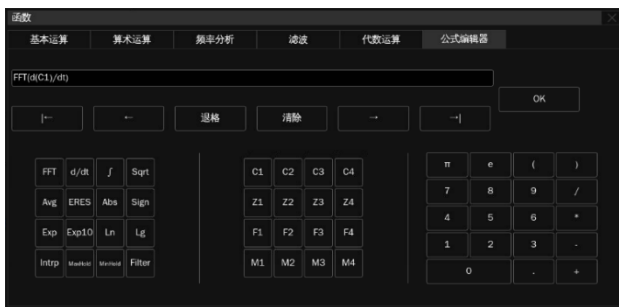 函数
基本运算 算术运算 频率分析 滤波 代数运算 公式编辑器
FFT(d(C1)/dt)
OK
|← ← 退格 清除 → →|
FFT d/dt ∫ Sqrt C1 C2 C3 C4 π e ( )
Avg ERES Abs Sign Z1 Z2 Z3 Z4 7 8 9 /
Exp Exp10 Ln Lg F1 F2 F3 F4 4 5 6 *
Intrp MaxHold MinHold Filter M1 M2 M3 M4 1 2 3 -
0 . +